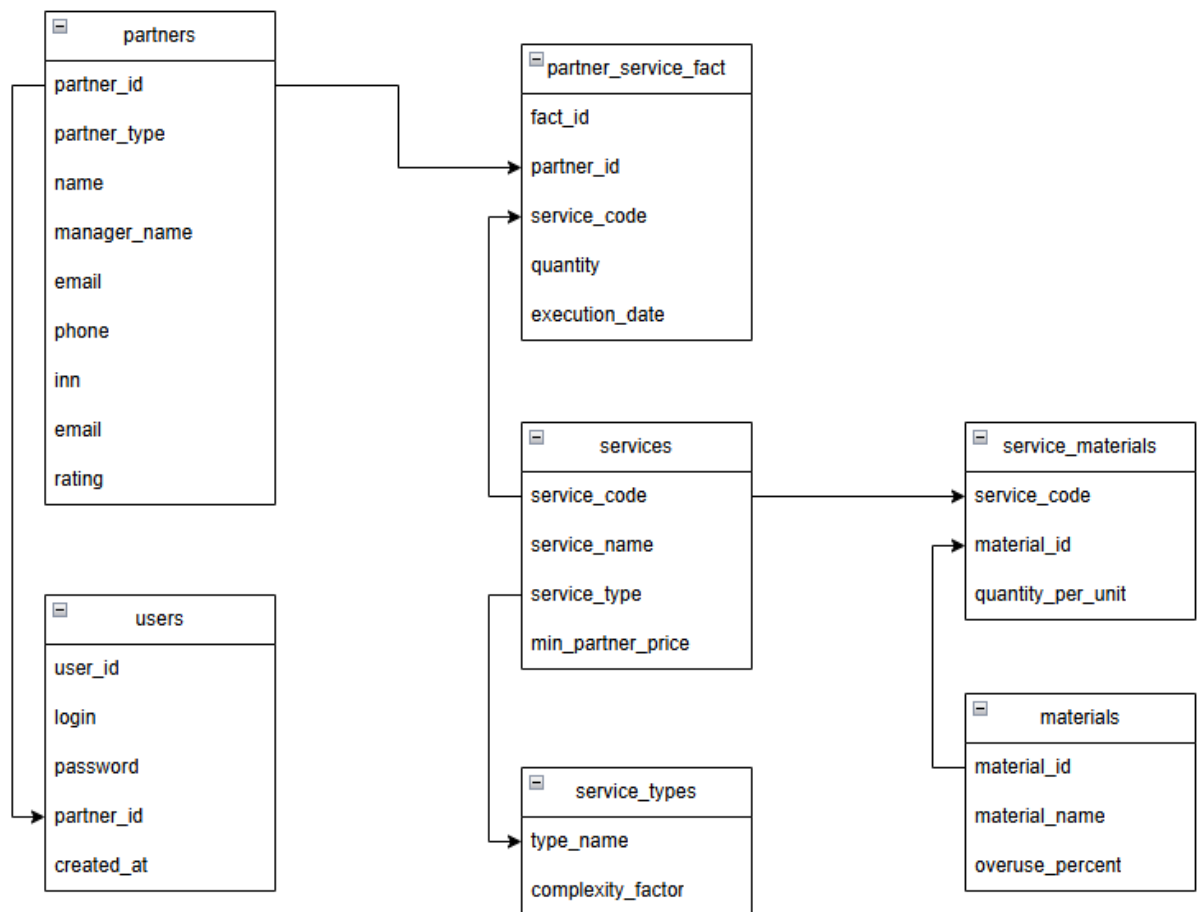 partners
partner_id
partner_type
name
manager_name
email
phone
inn
email
rating
partner_service_fact
fact_id
partner_id
service_code
quantity
execution_date
services
service_code
service_name
service_type
min_partner_price
service_materials
service_code
material_id
quantity_per_unit
users
user_id
login
password
partner_id
created_at
service_types
type_name
complexity_factor
materials
material_id
material_name
overuse_percent